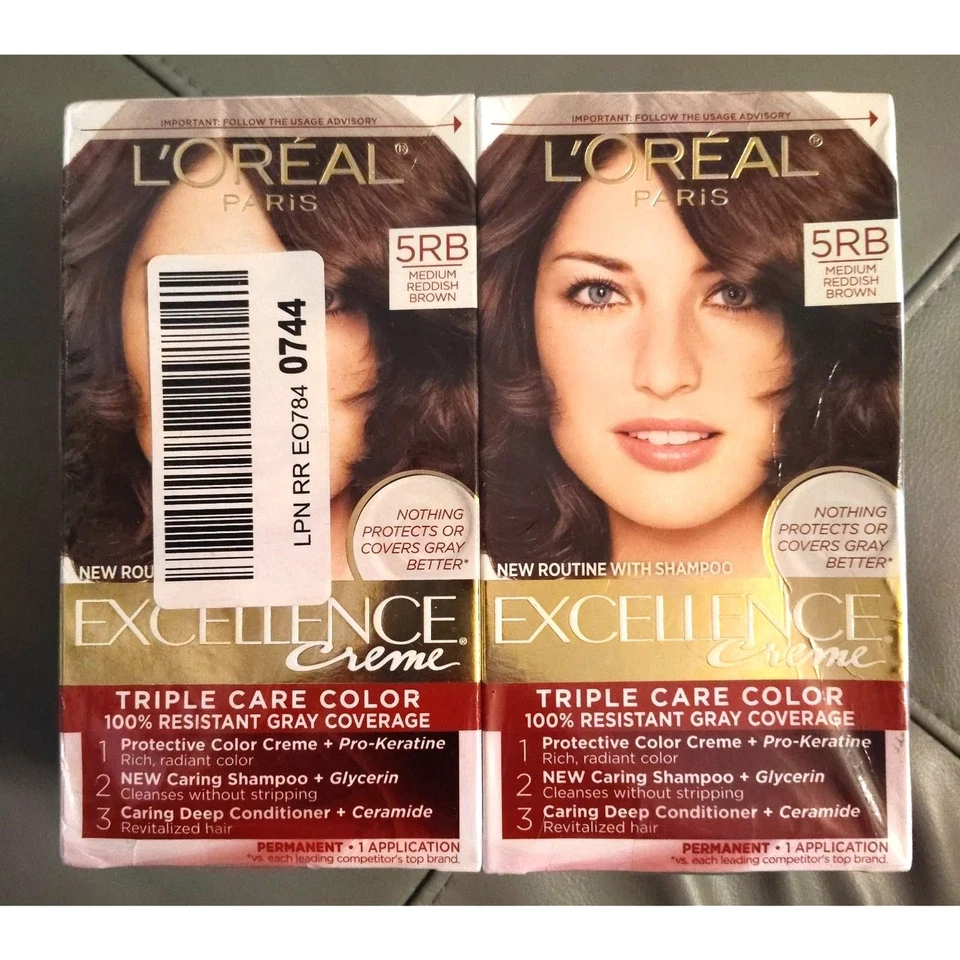 IMPORTANT: FOLLOW THE USAGE ADVISORY
L'ORÉAL®
PARIS
5RB
MEDIUM
REDDISH
BROWN
LPN RR EO784 0744
NOTHING
PROTECTS OR
COVERS GRAY
BETTER*
NEW ROU
EXCELLENCE®
Creme
TRIPLE CARE COLOR
100% RESISTANT GRAY COVERAGE
1 Protective Color Creme + Pro-Keratine
Rich, radiant color
2 NEW Caring Shampoo + Glycerin
Cleanses without stripping
3 Caring Deep Conditioner + Ceramide
Revitalized hair
PERMANENT • 1 APPLICATION
*vs. each leading competitor's top brand.
IMPORTANT: FOLLOW THE USAGE ADVISORY
L'ORÉAL®
PARIS
5RB
MEDIUM
REDDISH
BROWN
NOTHING
PROTECTS OR
COVERS GRAY
BETTER*
NEW ROUTINE WITH SHAMPOO
EXCELLENCE
Creme
TRIPLE CARE COLOR
100% RESISTANT GRAY COVERAGE
1 Protective Color Creme + Pro-Keratine
Rich, radiant color
2 NEW Caring Shampoo + Glycerin
Cleanses without stripping
3 Caring Deep Conditioner + Ceramide
Revitalized hair
PERMANENT • 1 APPLICATION
*vs. each leading competitor's top brand.